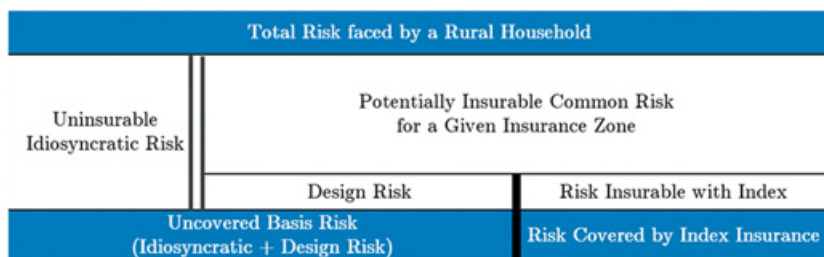 Total Risk faced by a Rural Household
Uninsurable
Idiosyncratic Risk
Potentially Insurable Common Risk
for a Given Insurance Zone
Design Risk
Risk Insurable with Index
Uncovered Basis Risk
(Idiosyncratic + Design Risk)
Risk Covered by Index Insurance